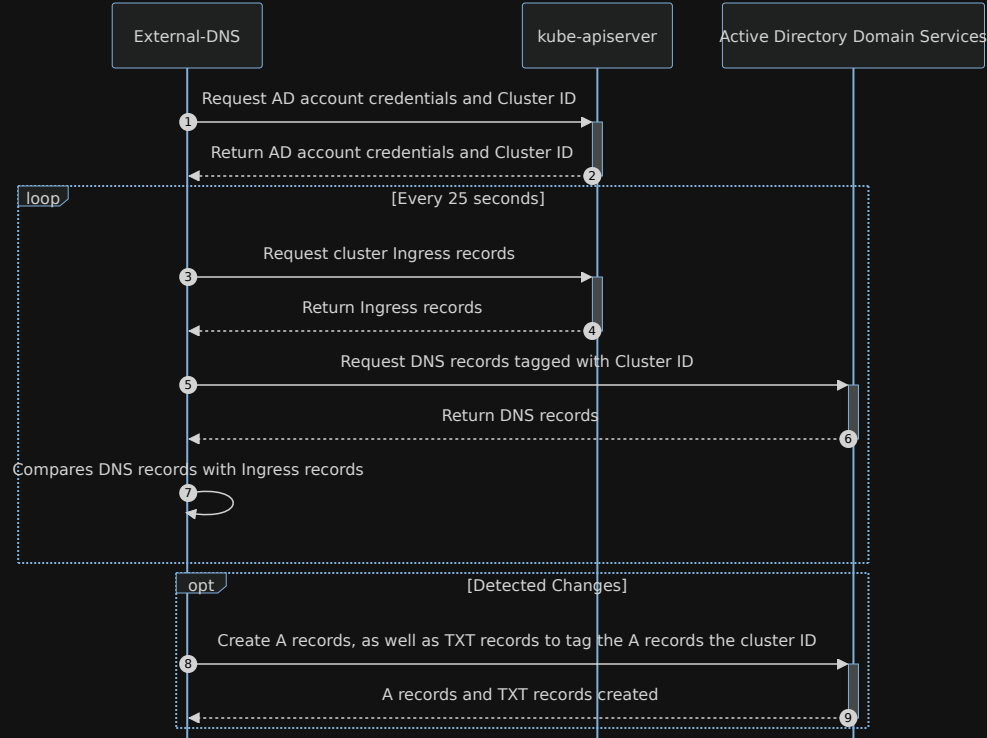 External-DNS
kube-apiserver
Active Directory Domain Services
Request AD account credentials and Cluster ID
1
Return AD account credentials and Cluster ID
2
loop
[Every 25 seconds]
Request cluster Ingress records
3
Return Ingress records
4
Request DNS records tagged with Cluster ID
5
Return DNS records
6
Compares DNS records with Ingress records
7
opt
[Detected Changes]
Create A records, as well as TXT records to tag the A records the cluster ID
8
A records and TXT records created
9